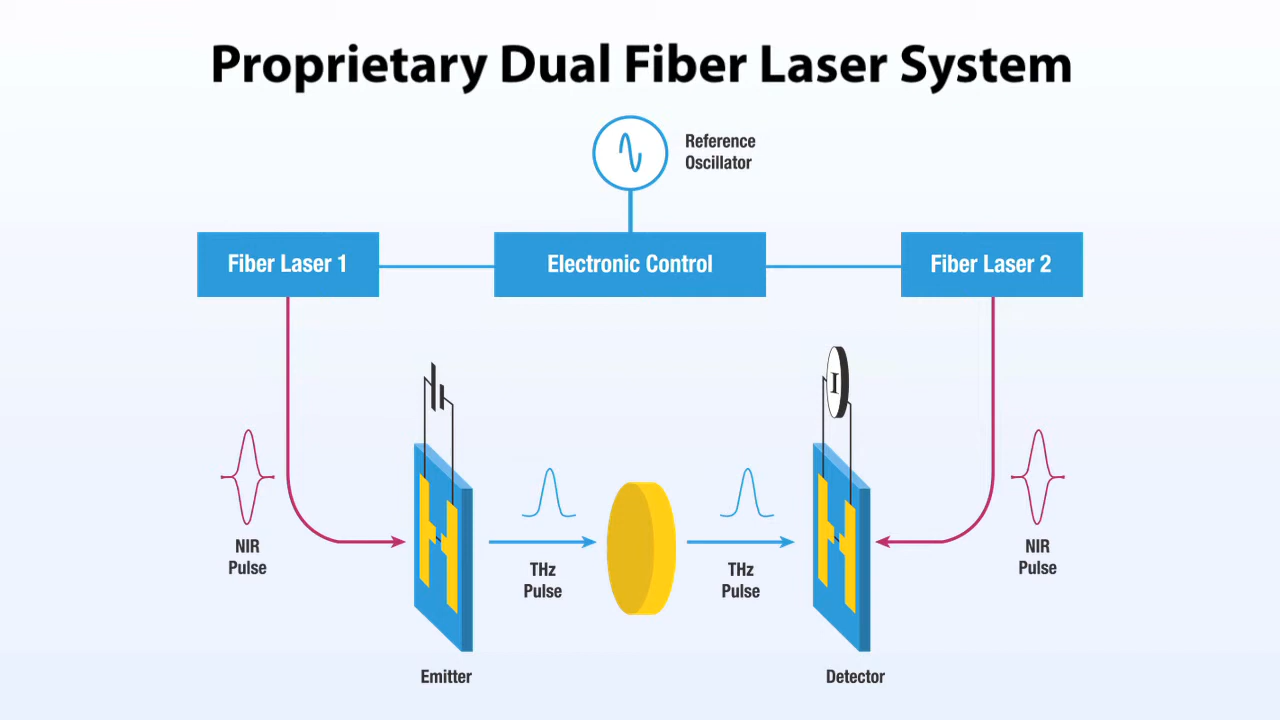 Proprietary Dual Fiber Laser System
Reference
Oscillator
Fiber Laser 1
Electronic Control
Fiber Laser 2
I
NIR
Pulse
THz
Pulse
THz
Pulse
NIR
Pulse
Emitter
Detector